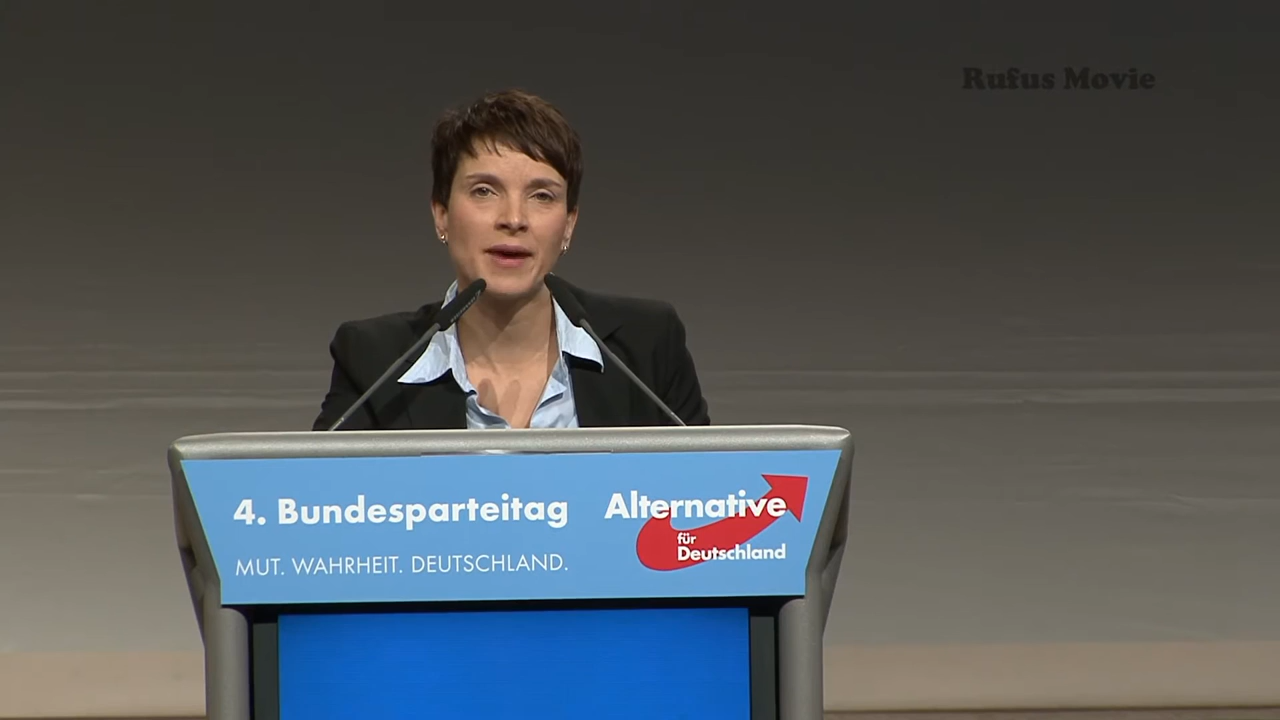 Rufus Movie
4. Bundesparteitag
MUT. WAHRHEIT. DEUTSCHLAND.
Alternative
für
Deutschland